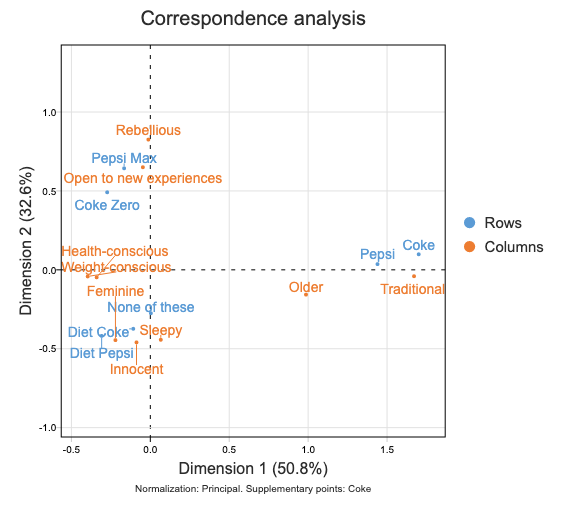 Correspondence analysis
1.0
0.5
0.0
-0.5
-1.0
Dimension 2 (32.6%)
Rebellious
Pepsi Max
Open to new experiences
Coke Zero
Health-conscious
Weight-conscious
Feminine
None of these
Diet Coke
Sleepy
Diet Pepsi
Innocent
Pepsi
Coke
Older
Traditional
Rows
Columns
-0.5
0.0
0.5
1.0
1.5
Dimension 1 (50.8%)
Normalization: Principal. Supplementary points: Coke